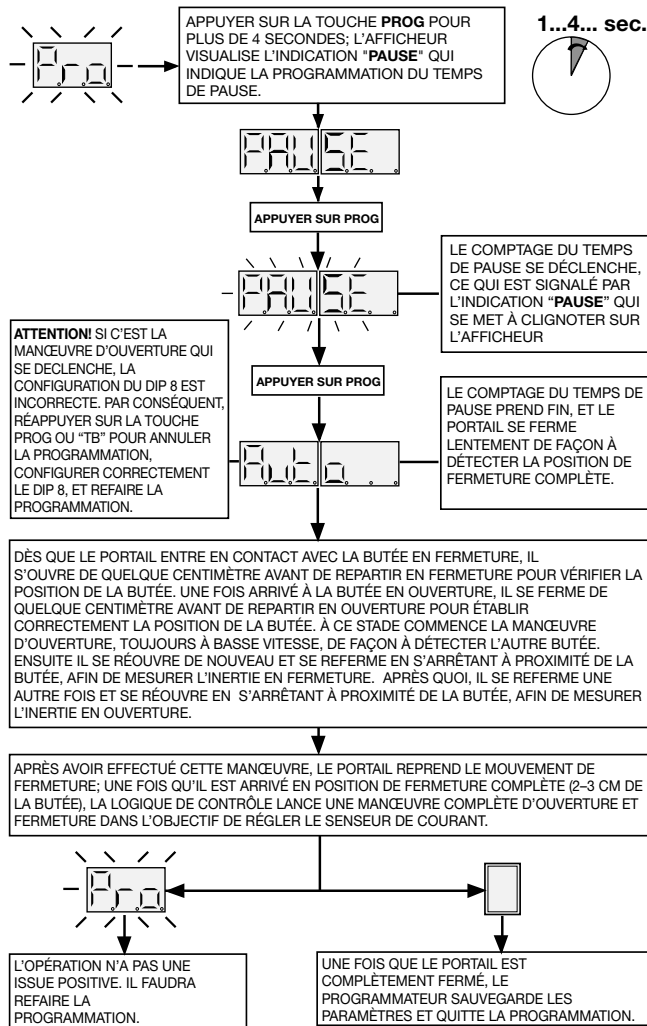 Pro
APPUYER SUR LA TOUCHE PROG POUR
PLUS DE 4 SECONDES; L'AFFICHEUR
VISUALISE L'INDICATION "PAUSE" QUI
INDIQUE LA PROGRAMMATION DU TEMPS
DE PAUSE.
1...4... sec.
PAUSE
APPUYER SUR PROG
PAUSE
LE COMPTAGE DU TEMPS
DE PAUSE SE DÉCLENCHE,
CE QUI EST SIGNALÉ PAR
L'INDICATION “PAUSE” QUI
SE MET À CLIGNOTER SUR
L'AFFICHEUR
ATTENTION! SI C'EST LA
MANŒUVRE D'OUVERTURE QUI
SE DECLENCHE, LA
CONFIGURATION DU DIP 8 EST
INCORRECTE. PAR CONSÉQUENT,
RÉAPPUYER SUR LA TOUCHE
PROG OU “TB” POUR ANNULER
LA PROGRAMMATION,
CONFIGURER CORRECTEMENT
LE DIP 8, ET REFAIRE LA
PROGRAMMATION.
APPUYER SUR PROG
Auto
LE COMPTAGE DU TEMPS DE
PAUSE PREND FIN, ET LE
PORTAIL SE FERME
LENTEMENT DE FAÇON À
DÉTECTER LA POSITION DE
FERMETURE COMPLÈTE.
DÈS QUE LE PORTAIL ENTRE EN CONTACT AVEC LA BUTÉE EN FERMETURE, IL
S'OUVRE DE QUELQUE CENTIMÈTRE AVANT DE REPARTIR EN FERMETURE POUR VÉRIFIER LA
POSITION DE LA BUTÉE. UNE FOIS ARRIVÉ À LA BUTÉE EN OUVERTURE, IL SE FERME DE
QUELQUE CENTIMÈTRE AVANT DE REPARTIR EN OUVERTURE POUR ÉTABLIR
CORRECTEMENT LA POSITION DE LA BUTÉE. À CE STADE COMMENCE LA MANŒUVRE
D'OUVERTURE, TOUJOURS À BASSE VITESSE, DE FAÇON À DÉTECTER L'AUTRE BUTÉE.
ENSUITE IL SE RÉOUVRE DE NOUVEAU ET SE REFERME EN S'ARRÊTANT À PROXIMITÉ DE LA
BUTÉE, AFIN DE MESURER L'INERTIE EN FERMETURE. APRÈS QUOI, IL SE REFERME UNE
AUTRE FOIS ET SE RÉOUVRE EN S'ARRÊTANT À PROXIMITÉ DE LA BUTÉE, AFIN DE MESURER
L'INERTIE EN OUVERTURE.
APRÈS AVOIR EFFECTUÉ CETTE MANŒUVRE, LE PORTAIL REPREND LE MOUVEMENT DE
FERMETURE; UNE FOIS QU'IL EST ARRIVÉ EN POSITION DE FERMETURE COMPLÈTE (2–3 CM DE
LA BUTÉE), LA LOGIQUE DE CONTRÔLE LANCE UNE MANŒUVRE COMPLÈTE D'OUVERTURE ET
FERMETURE DANS L'OBJECTIF DE RÉGLER LE SENSEUR DE COURANT.
Pro
L'OPÉRATION N'A PAS UNE
ISSUE POSITIVE. IL FAUDRA
REFAIRE LA
PROGRAMMATION.
UNE FOIS QUE LE PORTAIL EST
COMPLÈTEMENT FERMÉ, LE
PROGRAMMATEUR SAUVEGARDE LES
PARAMÈTRES ET QUITTE LA PROGRAMMATION.